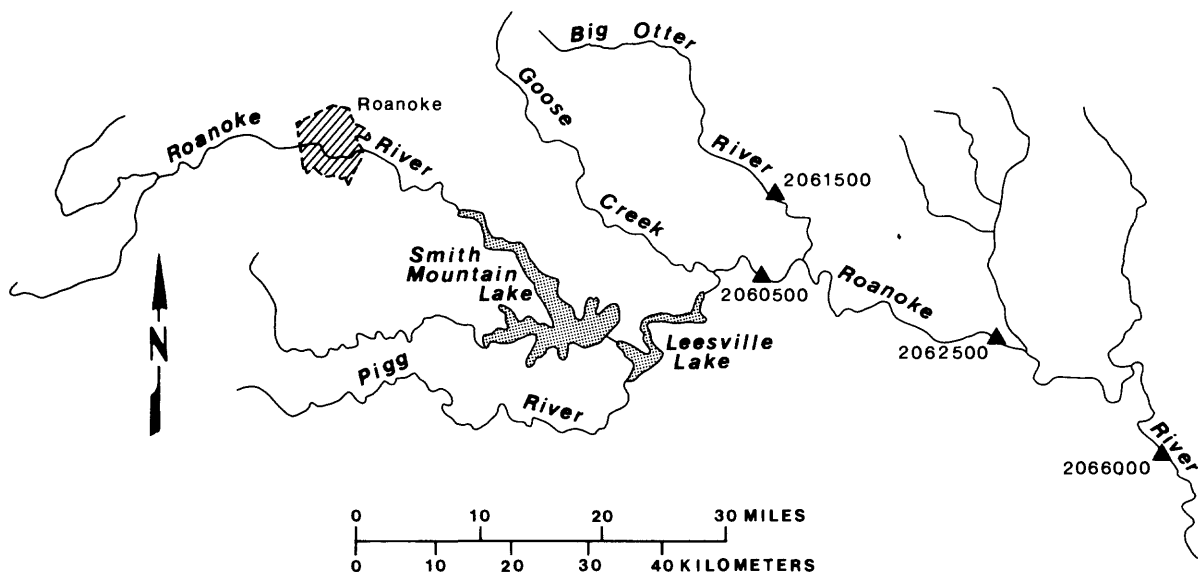 Big Otter
River
Goose
Creek
Roanoke
Roanoke
River
2061500
Smith
Mountain
Lake
2060500
Roanoke
N
Leesville
Lake
2062500
Pigg
River
River
2066000
0 10 20 30 MILES
0 10 20 30 40 KILOMETERS